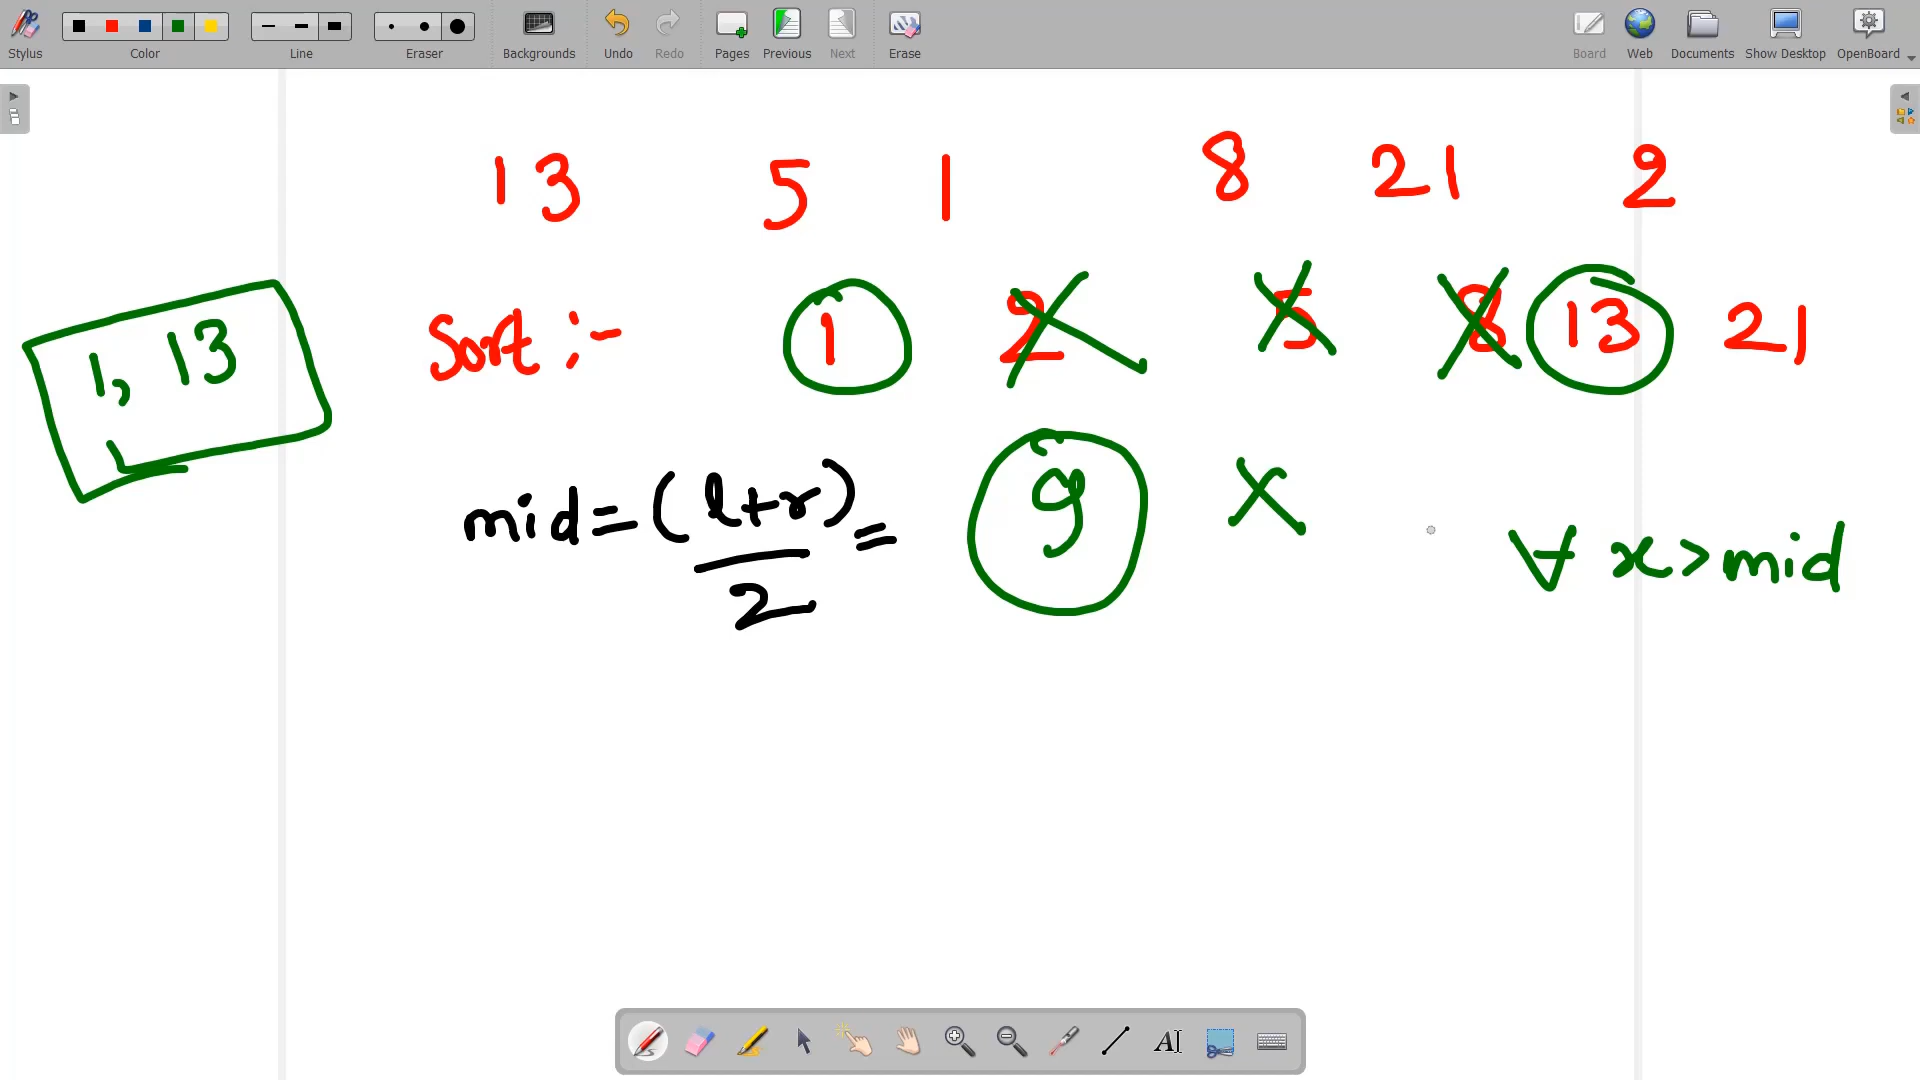 Stylus Color Line Eraser Backgrounds Undo Redo Pages Previous Next Erase Board Web Documents Show Desktop OpenBoard
13 5 1 8 21 2
Sort :- 1 2 5 8 13 21
1, 13
mid = (l+r)/2 = 9 X
∀ x > mid